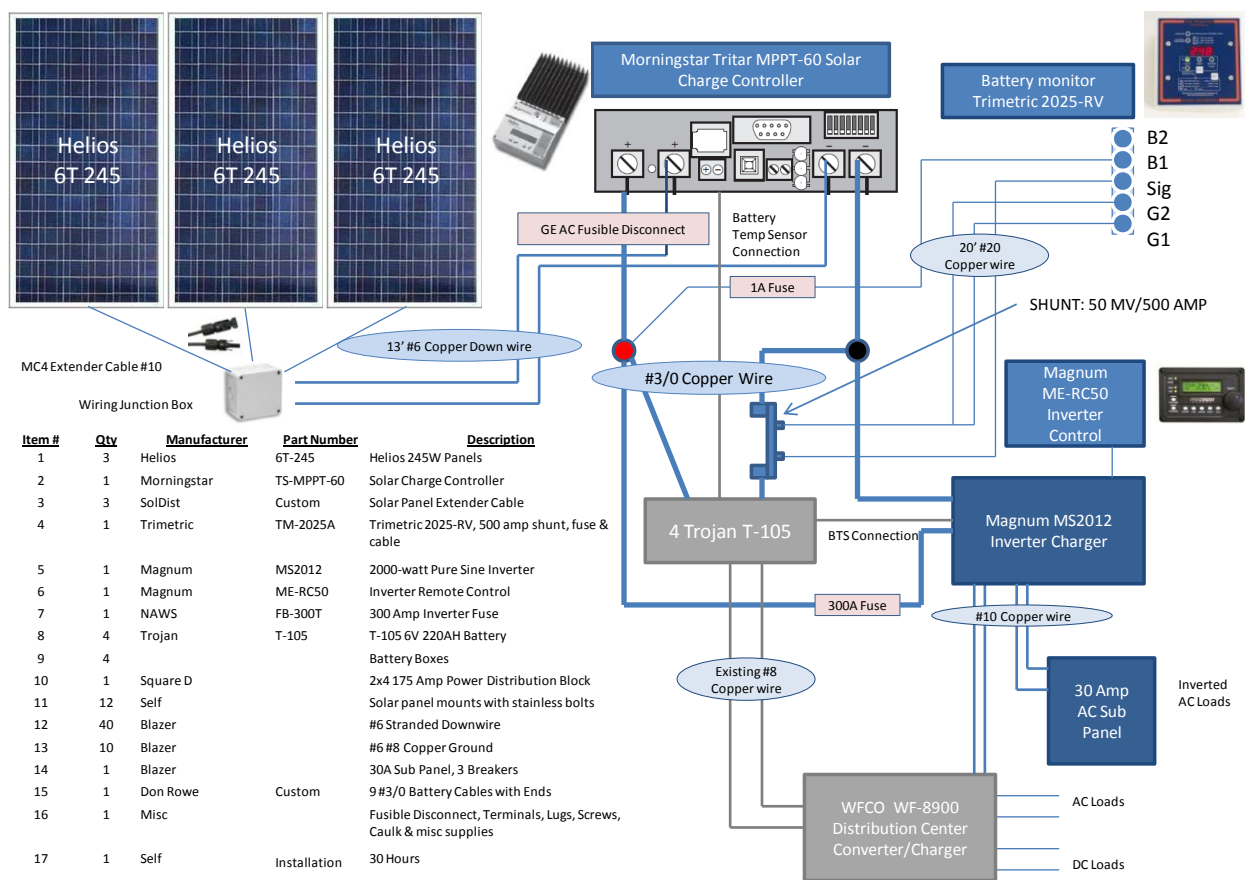 Helios
6T 245
Helios
6T 245
Helios
6T 245
Morningstar Tritar MPPT-60 Solar
Charge Controller
Battery monitor
Trimetric 2025-RV
B2
B1
Sig
G2
G1
+
+
−
−
GE AC Fusible Disconnect
Battery
Temp Sensor
Connection
20' #20
Copper wire
1A Fuse
SHUNT: 50 MV/500 AMP
13' #6 Copper Down wire
MC4 Extender Cable #10
#3/0 Copper Wire
Magnum
ME-RC50
Inverter
Control
Wiring Junction Box
4 Trojan T-105
BTS Connection
Magnum MS2012
Inverter Charger
300A Fuse
#10 Copper wire
Existing #8
Copper wire
30 Amp
AC Sub
Panel
Inverted
AC Loads
WFCO WF-8900
Distribution Center
Converter/Charger
AC Loads
DC Loads
Item # Qty Manufacturer Part Number Description
1 3 Helios 6T-245 Helios 245W Panels
2 1 Morningstar TS-MPPT-60 Solar Charge Controller
3 3 SolDist Custom Solar Panel Extender Cable
4 1 Trimetric TM-2025A Trimetric 2025-RV, 500 amp shunt, fuse &
cable
5 1 Magnum MS2012 2000-watt Pure Sine Inverter
6 1 Magnum ME-RC50 Inverter Remote Control
7 1 NAWS FB-300T 300 Amp Inverter Fuse
8 4 Trojan T-105 T-105 6V 220AH Battery
9 4 Battery Boxes
10 1 Square D 2x4 175 Amp Power Distribution Block
11 12 Self Solar panel mounts with stainless bolts
12 40 Blazer #6 Stranded Downwire
13 10 Blazer #6 #8 Copper Ground
14 1 Blazer 30A Sub Panel, 3 Breakers
15 1 Don Rowe Custom 9 #3/0 Battery Cables with Ends
16 1 Misc Fusible Disconnect, Terminals, Lugs, Screws,
Caulk & misc supplies
17 1 Self Installation 30 Hours